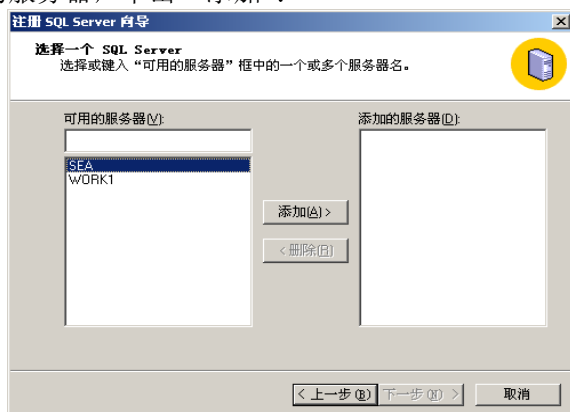 注册 SQL Server 向导
选择一个 SQL Server
选择或键入“可用的服务器”框中的一个或多个服务器名。
可用的服务器(V):
添加的服务器(D):
SEA
WORK1
添加(A) >
< 删除(R)
< 上一步(B)
下一步(N) >
取消